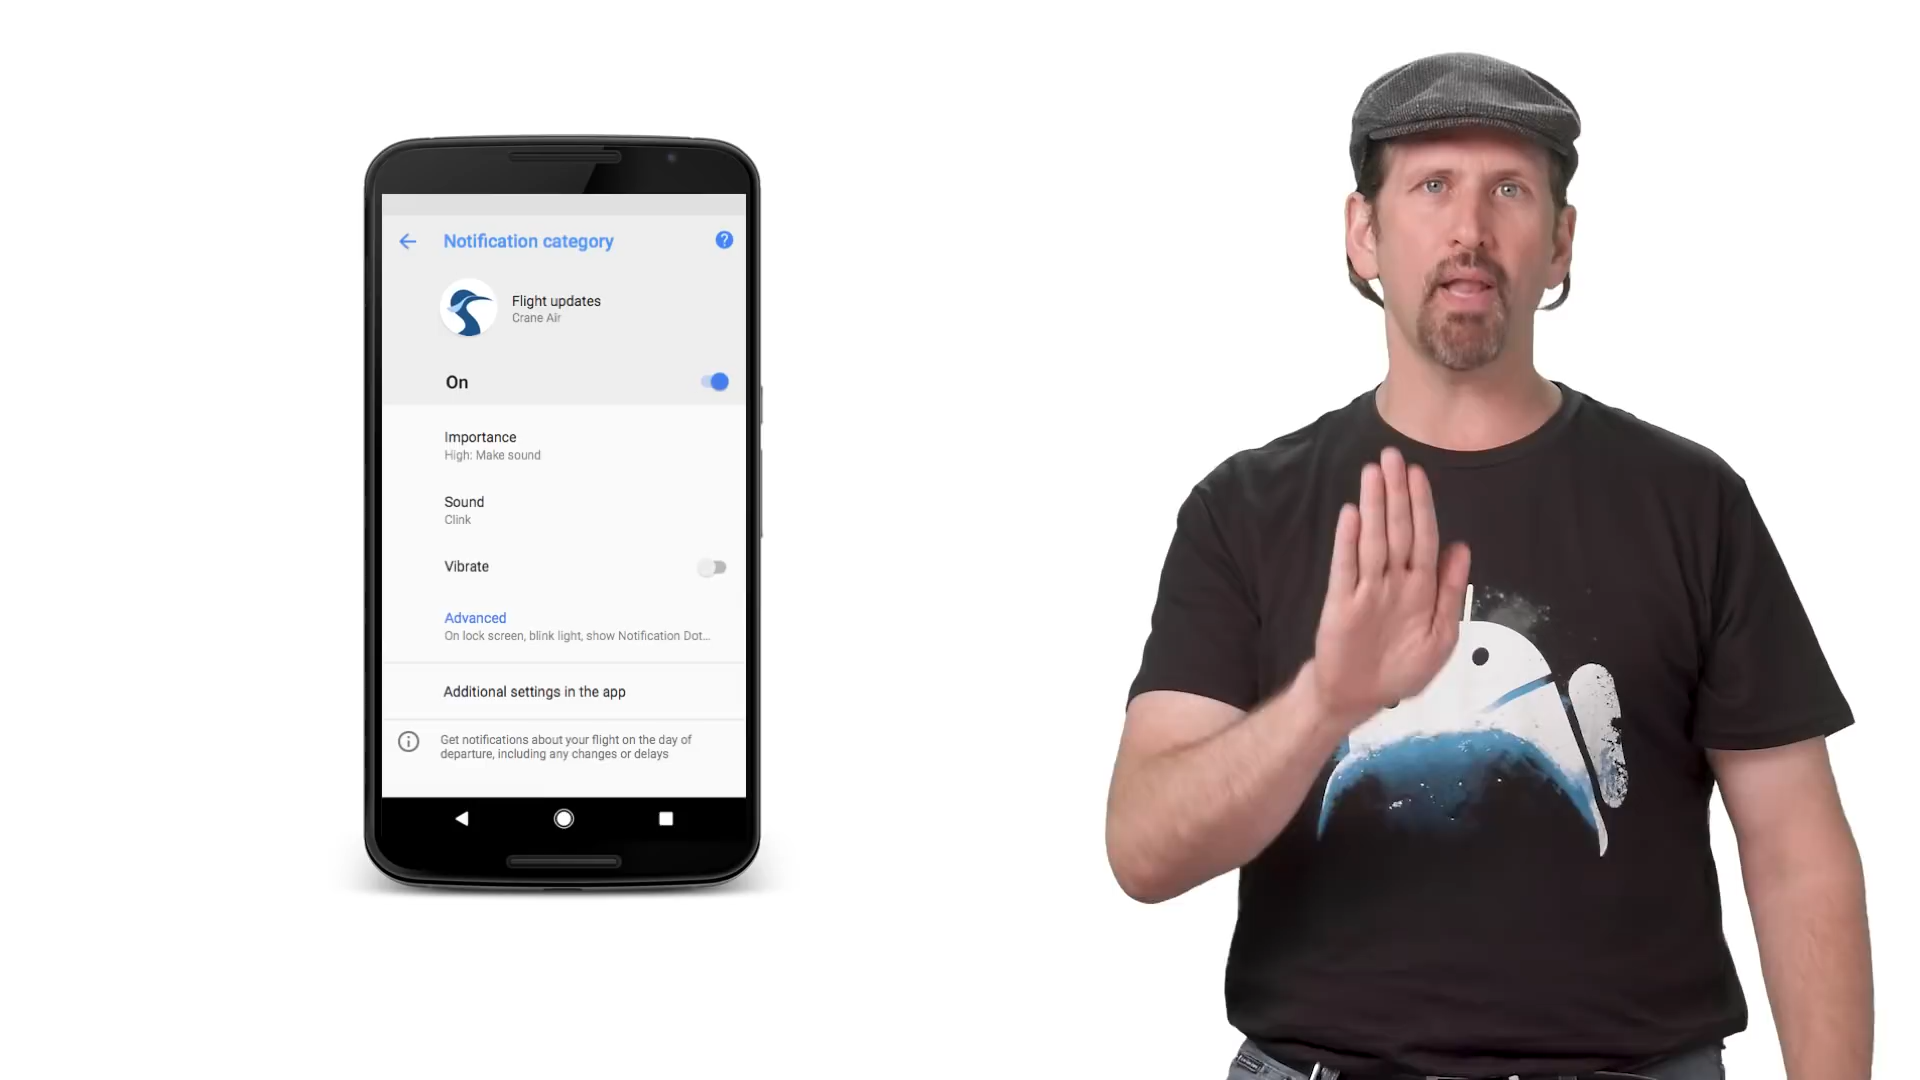 Notification category
Flight updates
Crane Air
On
Importance
High: Make sound
Sound
Clink
Vibrate
Advanced
On lock screen, blink light, show Notification Dot...
Additional settings in the app
Get notifications about your flight on the day of
departure, including any changes or delays